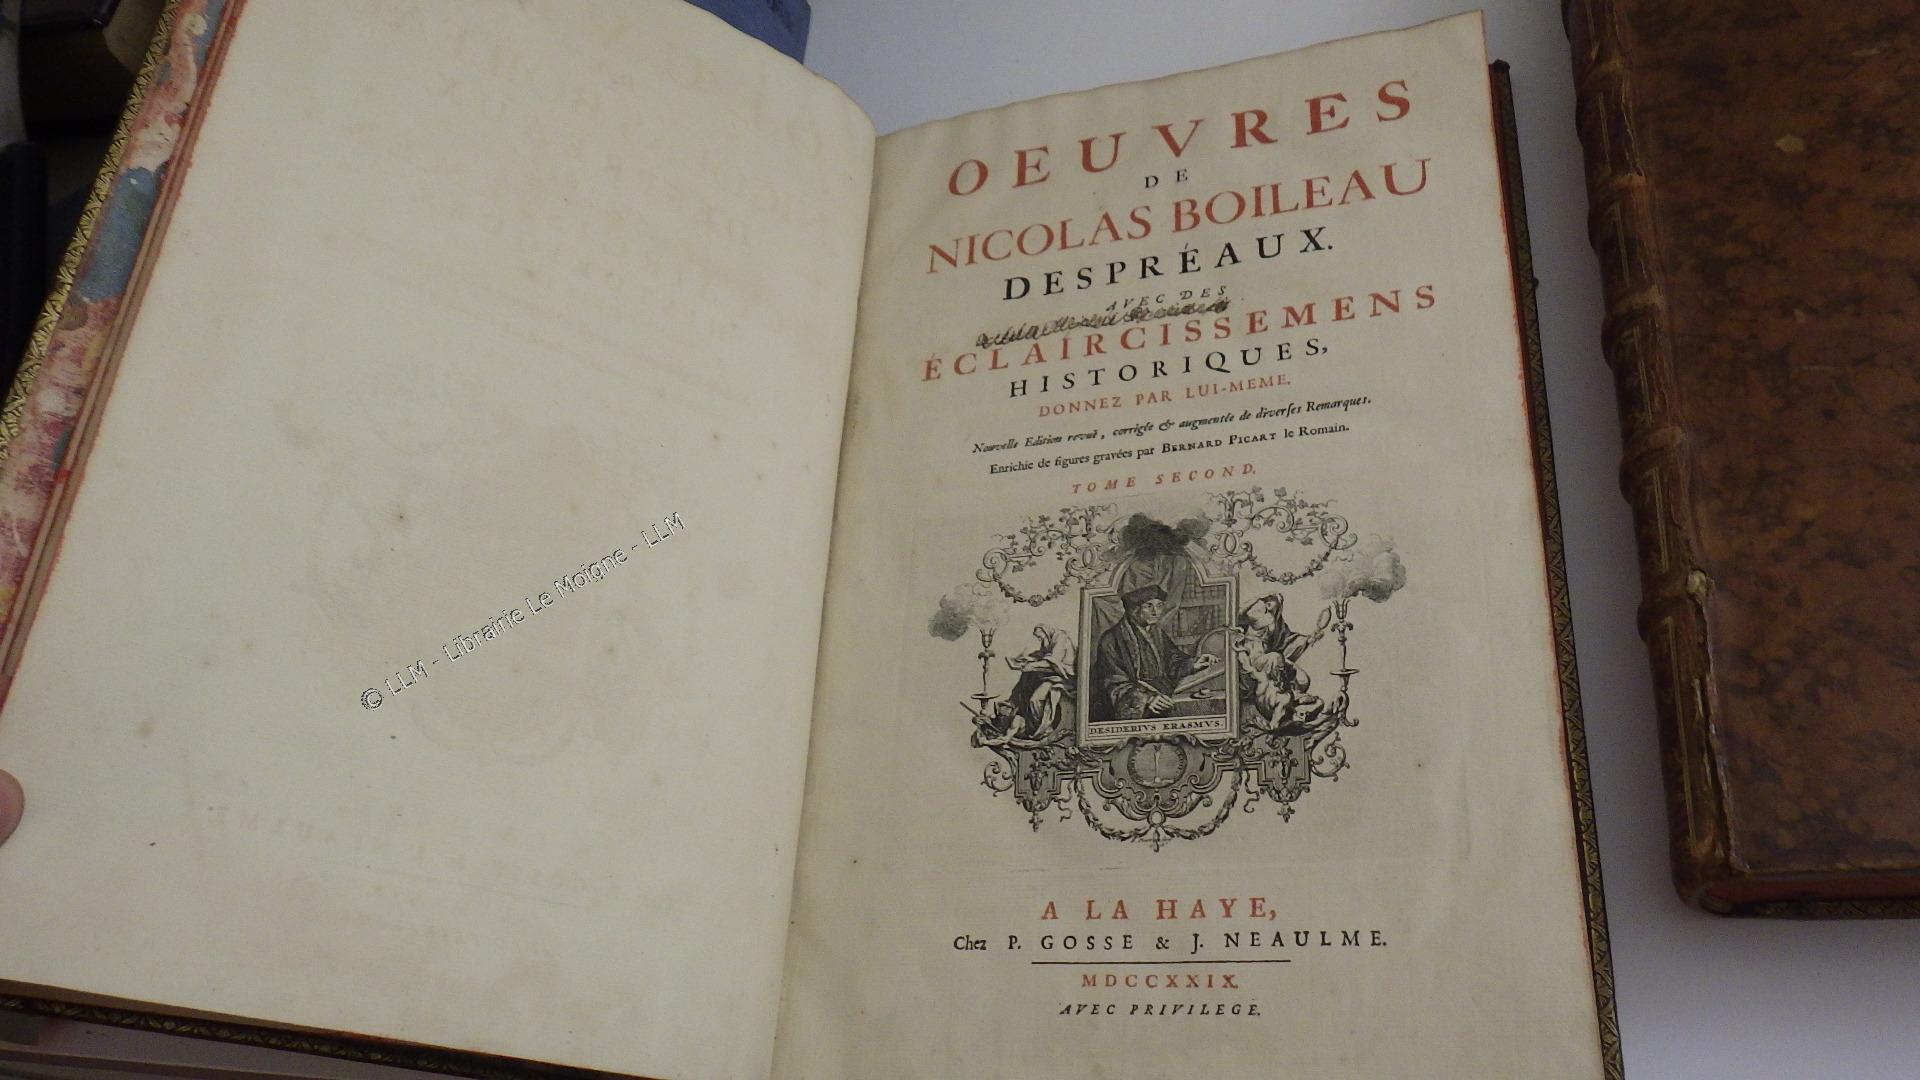 OEUVRES
DE
NICOLAS BOILEAU
DESPRÉAUX.
AVEC DES
ÉCLAIRCISSEMENS
HISTORIQUES,
DONNEZ PAR LUI-MEME.
Nouvelle Edition revuë, corrigée & augmentée de diverſes Remarques.
Enrichie de figures gravées par BERNARD PICART le Romain.
TOME SECOND.
DESIDERIVS ERASMVS.
A LA HAYE,
Chez P. GOSSE & J. NEAULME.
MDCCXXIX.
AVEC PRIVILEGE.
© LLM - Librairie Le Moigne - LLM